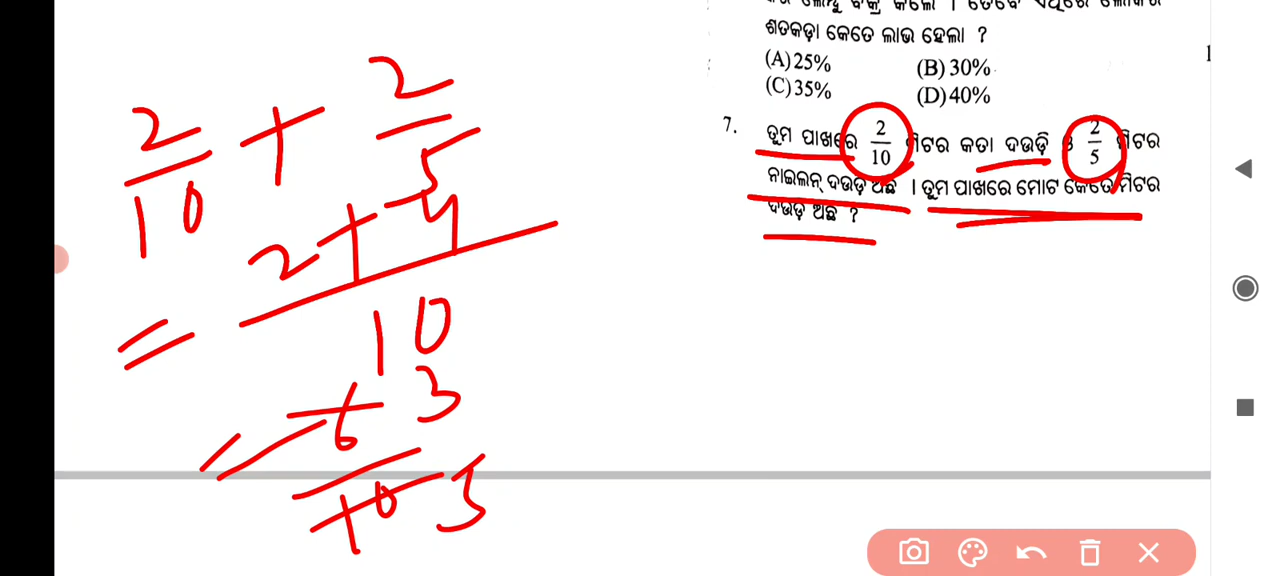 ଶତକଡ଼ା କେତେ ଲାଭ ହେଲା ?
(A) 25% (B) 30%
(C) 35% (D) 40%
7. ତୁମ ପାଖରେ 2/10 ମିଟର କତା ଦଉଡ଼ି ଓ 2/5 ମିଟର
ନାଇଲନ୍ ଦଉଡ଼ି ଅଛି । ତୁମ ପାଖରେ ମୋଟ କେତେ ମିଟର
ଦଉଡ଼ି ଅଛି ?
2/10 + 2/5
= 2+4/10
= 6/10 3/5